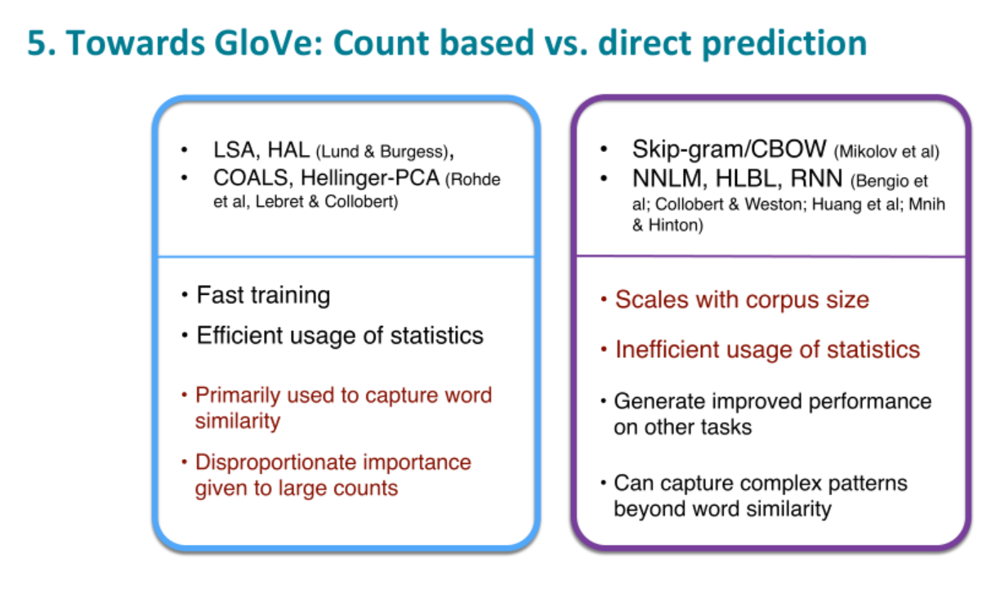 5. Towards GloVe: Count based vs. direct prediction
• LSA, HAL (Lund & Burgess),
• COALS, Hellinger-PCA (Rohde
et al, Lebret & Collobert)
• Fast training
• Efficient usage of statistics
• Primarily used to capture word
similarity
• Disproportionate importance
given to large counts
• Skip-gram/CBOW (Mikolov et al)
• NNLM, HLBL, RNN (Bengio et
al; Collobert & Weston; Huang et al; Mnih
& Hinton)
• Scales with corpus size
• Inefficient usage of statistics
• Generate improved performance
on other tasks
• Can capture complex patterns
beyond word similarity